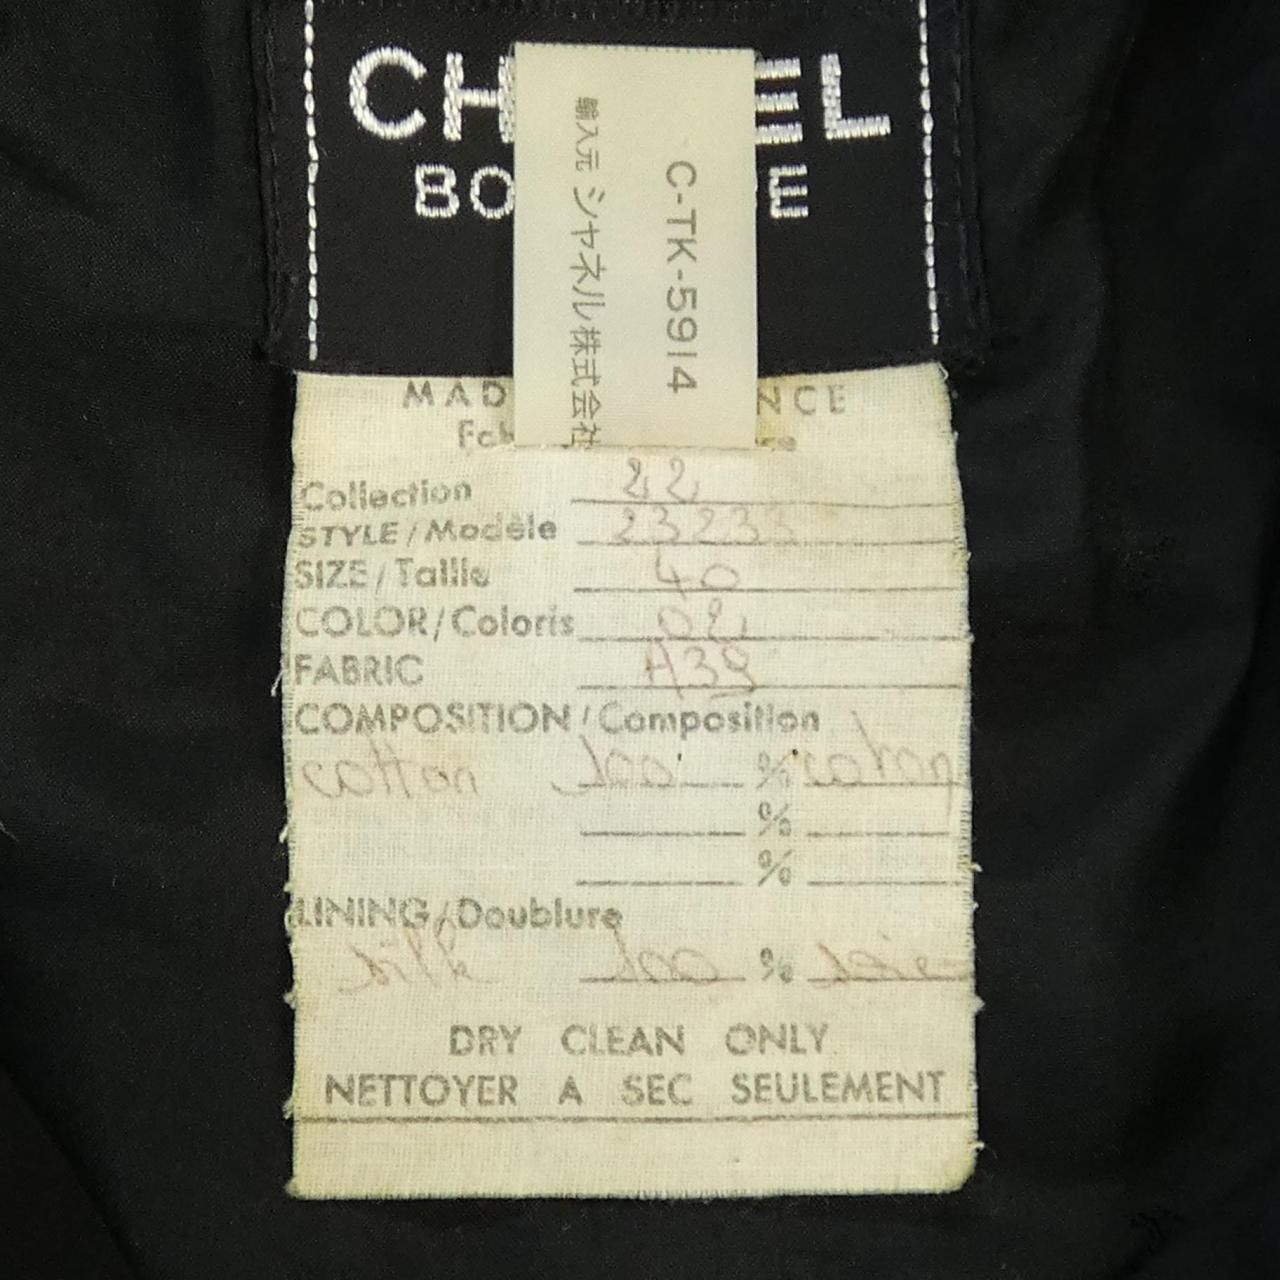 CH EL
BO E
輸入元 シャネル株式会社
C-TK-5914
MAD NCE
Fab se
Collection 22
STYLE/Modèle 23233
SIZE/Taille 40
COLOR/Coloris 02
FABRIC A39
COMPOSITION/Composition
cotton 100 % coton
%
%
LINING/Doublure
silk 100 % soie
DRY CLEAN ONLY
NETTOYER A SEC SEULEMENT